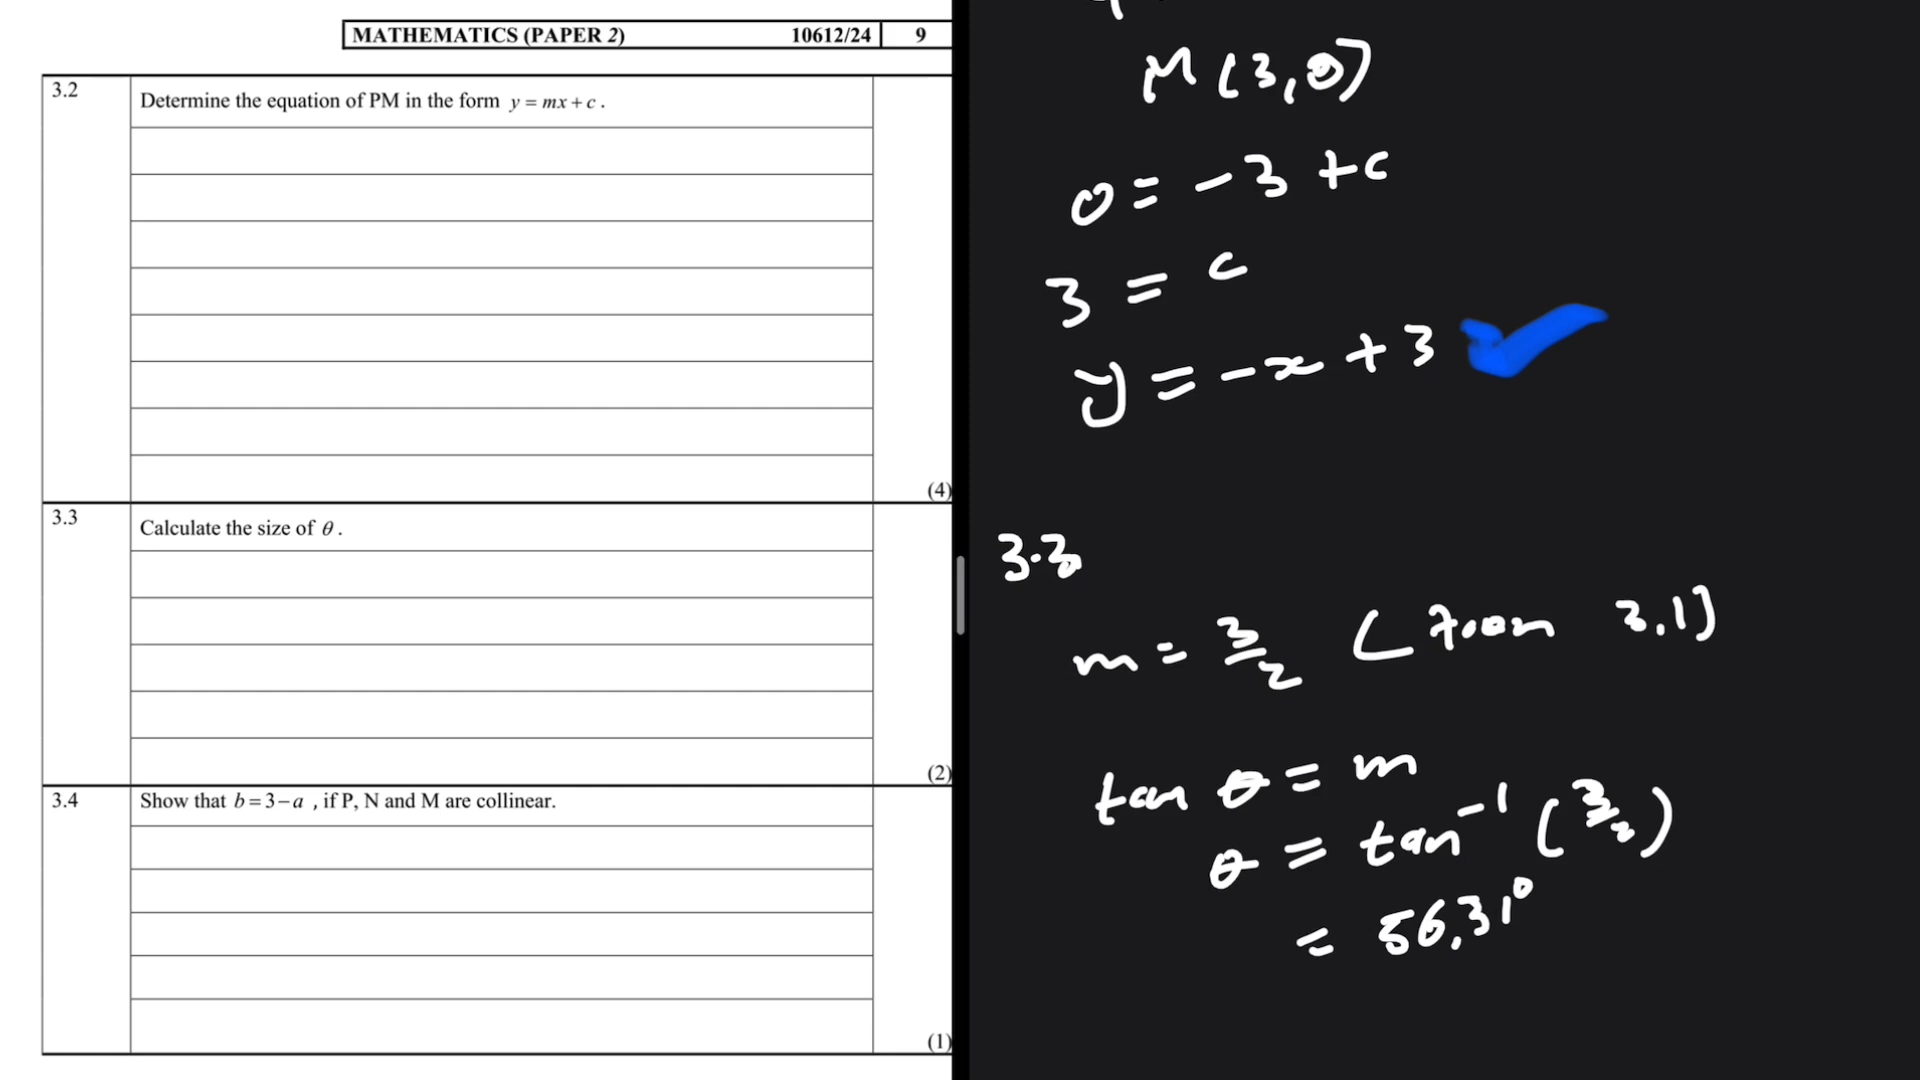 MATHEMATICS (PAPER 2) 10612/24 9
3.2 Determine the equation of PM in the form y = mx + c .
(4)
3.3 Calculate the size of θ .
(2)
3.4 Show that b = 3 – a , if P, N and M are collinear.
(1)
M (3,0)
0 = -3 +c
3 = c
y = -x + 3
3.3
m = 3/2 ( from 3.1)
tan θ = m
θ = tan⁻¹ (3/2)
= 56,31°